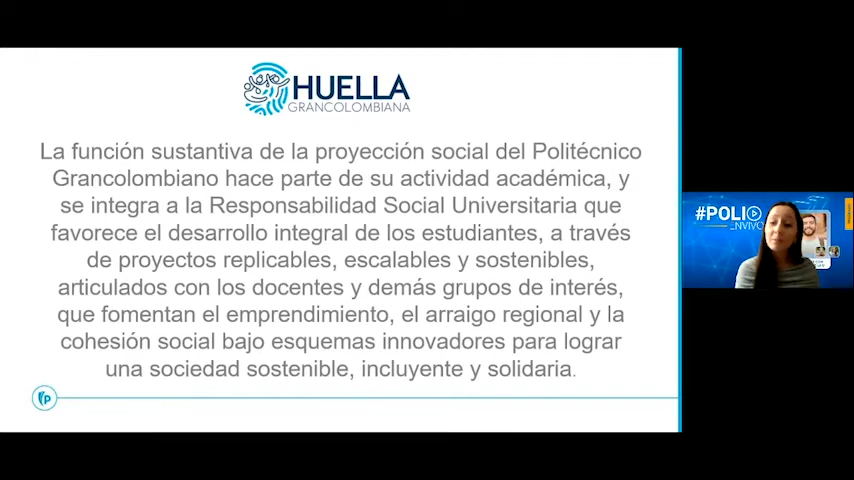 HUELLA
GRANCOLOMBIANA
La función sustantiva de la proyección social del Politécnico
Grancolombiano hace parte de su actividad académica, y
se integra a la Responsabilidad Social Universitaria que
favorece el desarrollo integral de los estudiantes, a través
de proyectos replicables, escalables y sostenibles,
articulados con los docentes y demás grupos de interés,
que fomentan el emprendimiento, el arraigo regional y la
cohesión social bajo esquemas innovadores para lograr
una sociedad sostenible, incluyente y solidaria.
P
#POLI
_NVIVO